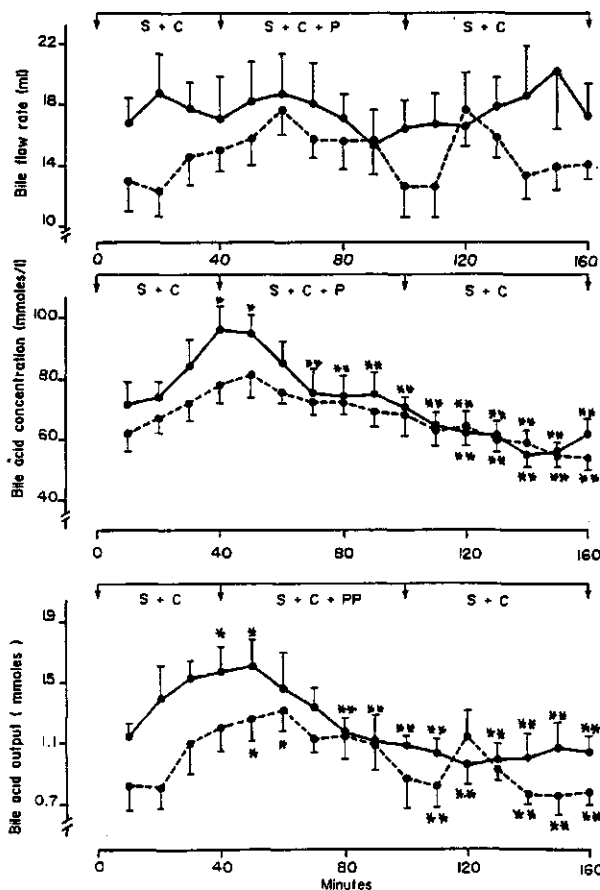 S + C S + C + P S + C
Bile flow rate (ml)
22
18
14
10
0 40 80 120 160
S + C S + C + P S + C
Bile acid concentration (mmoles/l)
100
80
60
40
* * ** ** ** ** ** ** ** ** ** **
** ** ** ** **
0 40 80 120 160
S + C S + C + PP S + C
Bile acid output ( mmoles )
1.9
1.5
1.1
0.7
* * ** ** ** ** ** ** ** **
* * ** ** ** ** **
0 40 80 120 160
Minutes